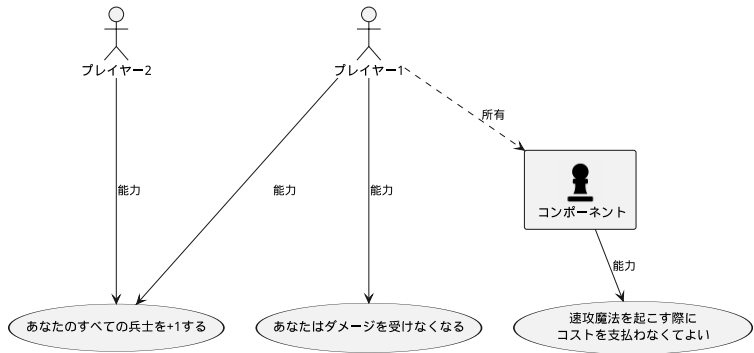 プレイヤー2
プレイヤー1
所有
能力
能力
能力
コンポーネント
能力
あなたのすべての兵士を+1する
あなたはダメージを受けなくなる
速攻魔法を起こす際に
コストを支払わなくてよい